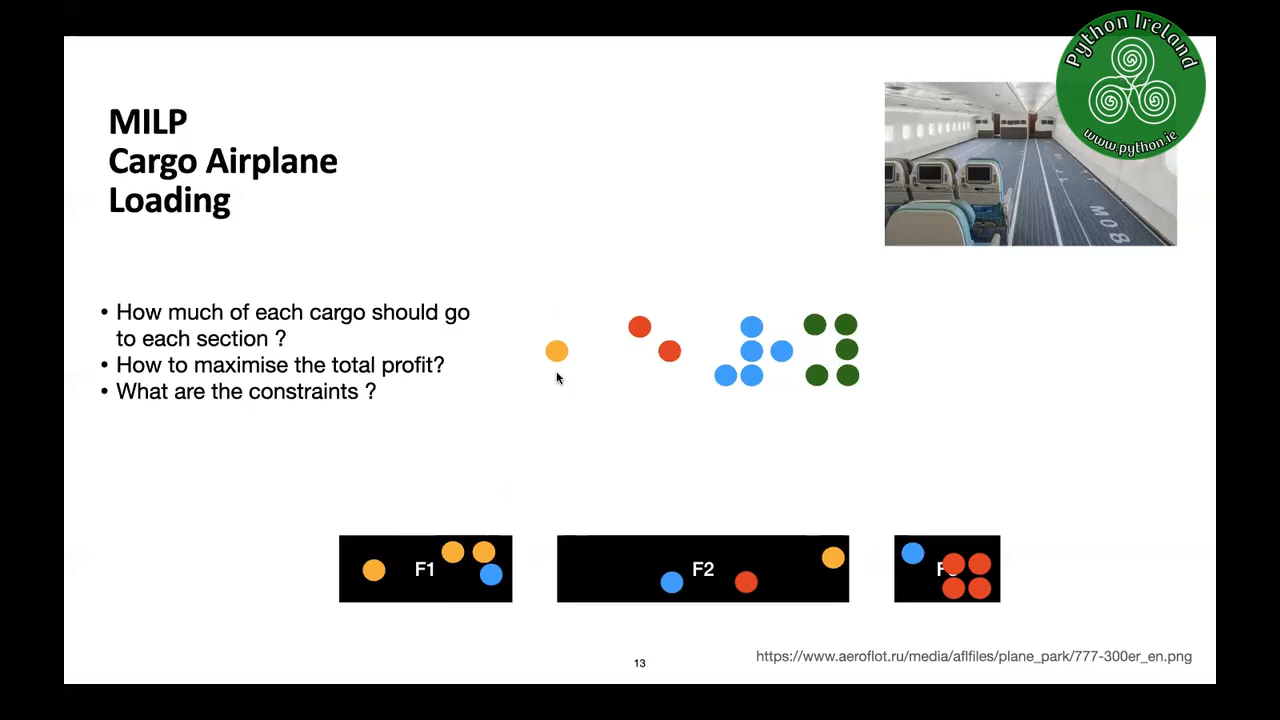 Python Ireland
www.python.ie
MILP
Cargo Airplane
Loading
M08
• How much of each cargo should go
to each section ?
• How to maximise the total profit?
• What are the constraints ?
F1
F2
https://www.aeroflot.ru/media/aflfiles/plane_park/777-300er_en.png
13